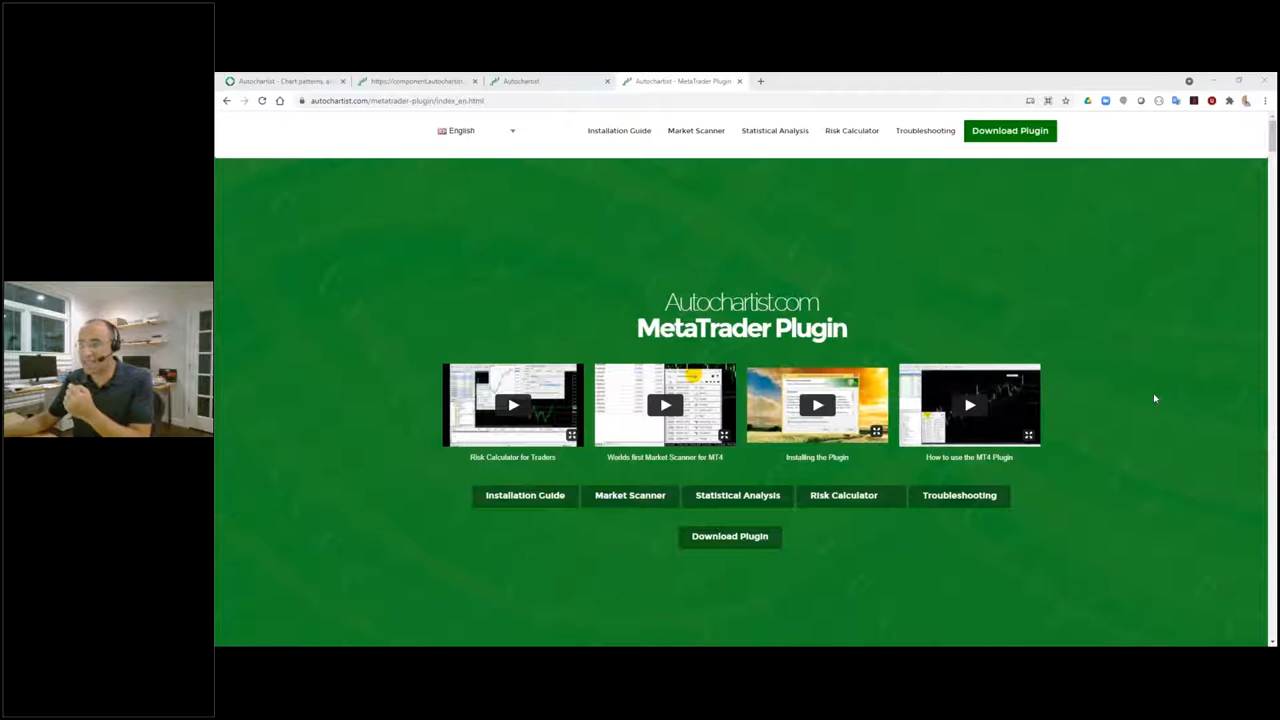 Autochartist - Chart patterns, a
https://component.autochartist
Autochartist
Autochartist - MetaTrader Plugin
autochartist.com/metatrader-plugin/index_en.html
English
Installation Guide
Market Scanner
Statistical Analysis
Risk Calculator
Troubleshooting
Download Plugin
Autochartist.com
MetaTrader Plugin
Risk Calculator for Traders
Worlds first Market Scanner for MT4
Installing the Plugin
How to use the MT4 Plugin
Installation Guide
Market Scanner
Statistical Analysis
Risk Calculator
Troubleshooting
Download Plugin